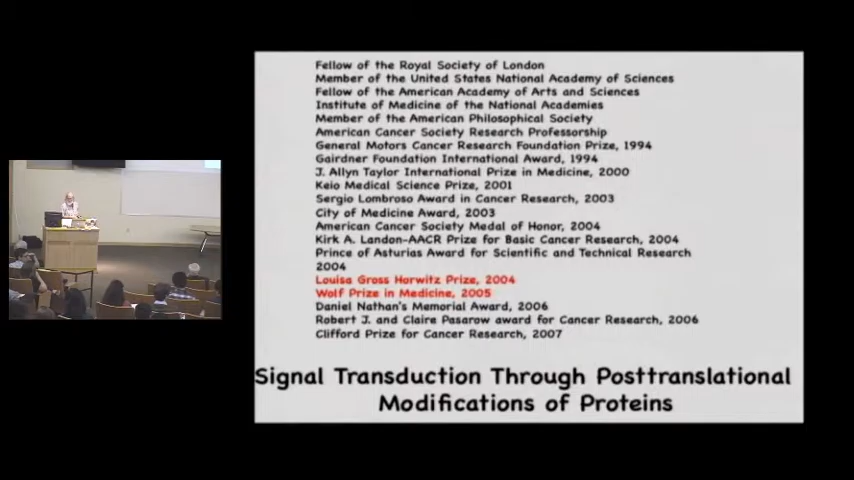 Fellow of the Royal Society of London
Member of the United States National Academy of Sciences
Fellow of the American Academy of Arts and Sciences
Institute of Medicine of the National Academies
Member of the American Philosophical Society
American Cancer Society Research Professorship
General Motors Cancer Research Foundation Prize, 1994
Gairdner Foundation International Award, 1994
J. Allyn Taylor International Prize in Medicine, 2000
Keio Medical Science Prize, 2001
Sergio Lombroso Award in Cancer Research, 2003
City of Medicine Award, 2003
American Cancer Society Medal of Honor, 2004
Kirk A. Landon-AACR Prize for Basic Cancer Research, 2004
Prince of Asturias Award for Scientific and Technical Research
2004
Louisa Gross Horwitz Prize, 2004
Wolf Prize in Medicine, 2005
Daniel Nathan's Memorial Award, 2006
Robert J. and Claire Pasarow award for Cancer Research, 2006
Clifford Prize for Cancer Research, 2007
Signal Transduction Through Posttranslational
Modifications of Proteins